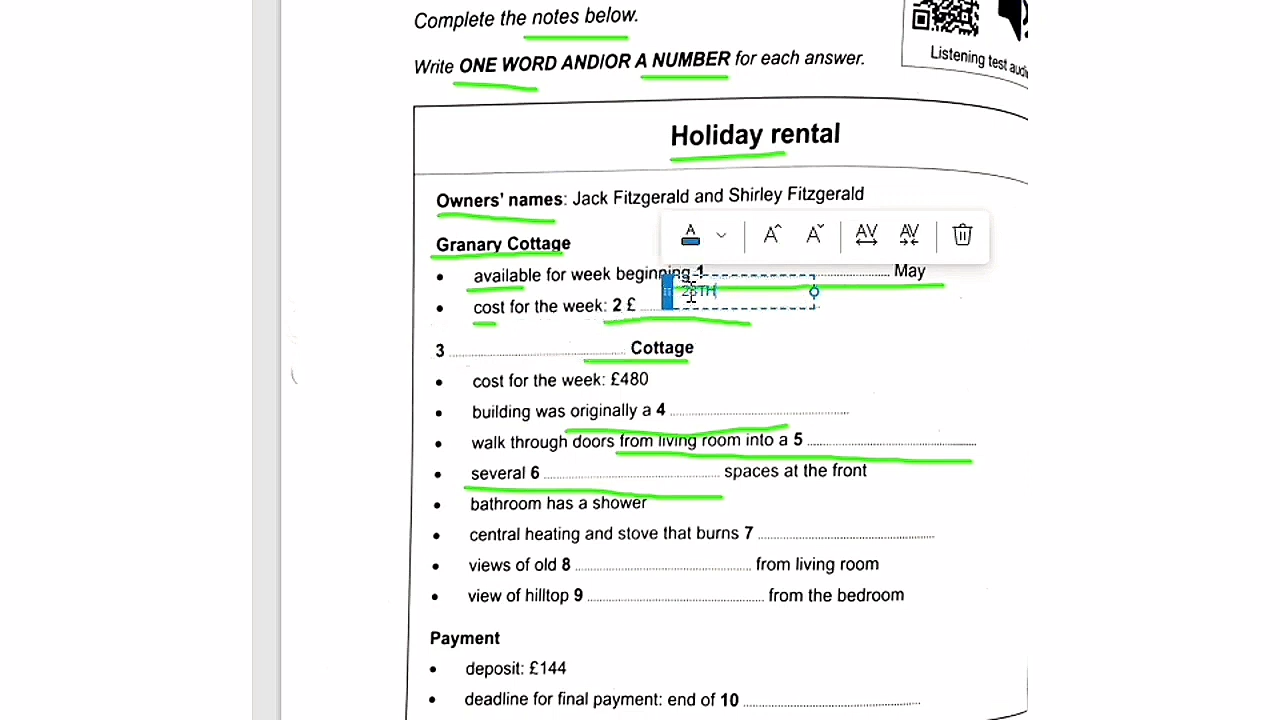 Complete the notes below.
Write ONE WORD AND/OR A NUMBER for each answer.
Listening test audi
Holiday rental
Owners' names: Jack Fitzgerald and Shirley Fitzgerald
Granary Cottage
• available for week beginning 1 ........ May
28TH
• cost for the week: 2 £ ........
3 ........ Cottage
• cost for the week: £480
• building was originally a 4 ........
• walk through doors from living room into a 5 ........
• several 6 ........ spaces at the front
• bathroom has a shower
• central heating and stove that burns 7 ........
• views of old 8 ........ from living room
• view of hilltop 9 ........ from the bedroom
Payment
• deposit: £144
• deadline for final payment: end of 10 ........